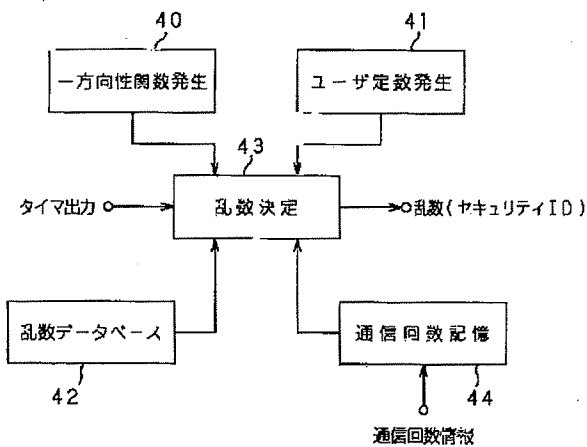 40
一方向性関数発生
41
ユーザ定数発生
43
乱数決定
タイマ出力
乱数(セキュリティID)
乱数データベース
42
通信回数記憶
44
通信回数情報